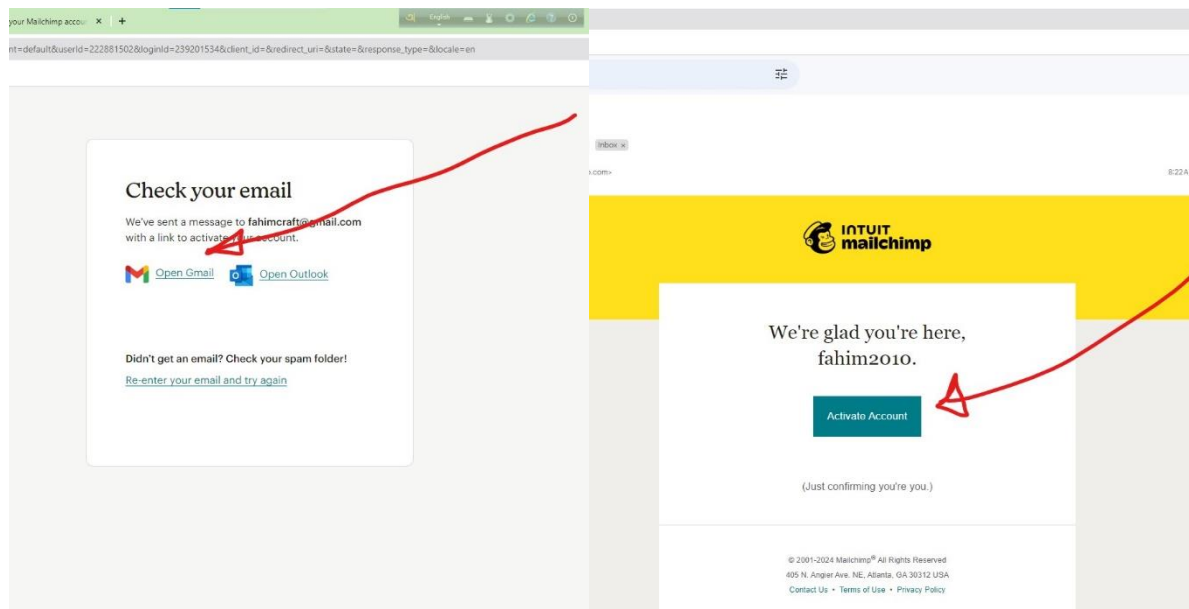 your Mailchimp accou × +
English
nt=default&userId=222881502&loginId=239201534&client_id=&redirect_uri=&state=&response_type=&locale=en
Check your email
We've sent a message to fahimcraft@gmail.com
with a link to activate your account.
Open Gmail Open Outlook
Didn't get an email? Check your spam folder!
Re-enter your email and try again
Inbox ×
.com> 8:22 A
INTUIT
mailchimp
We're glad you're here,
fahim2010.
Activate Account
(Just confirming you're you.)
© 2001-2024 Mailchimp® All Rights Reserved
405 N. Angier Ave. NE, Atlanta, GA 30312 USA
Contact Us • Terms of Use • Privacy Policy